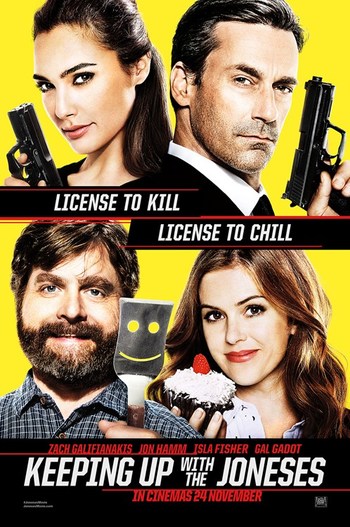 LICENSE TO KILL
LICENSE TO CHILL
ZACH GALIFIANAKIS JON HAMM ISLA FISHER GAL GADOT
KEEPING UP WITH THE JONESES
IN CINEMAS 24 NOVEMBER